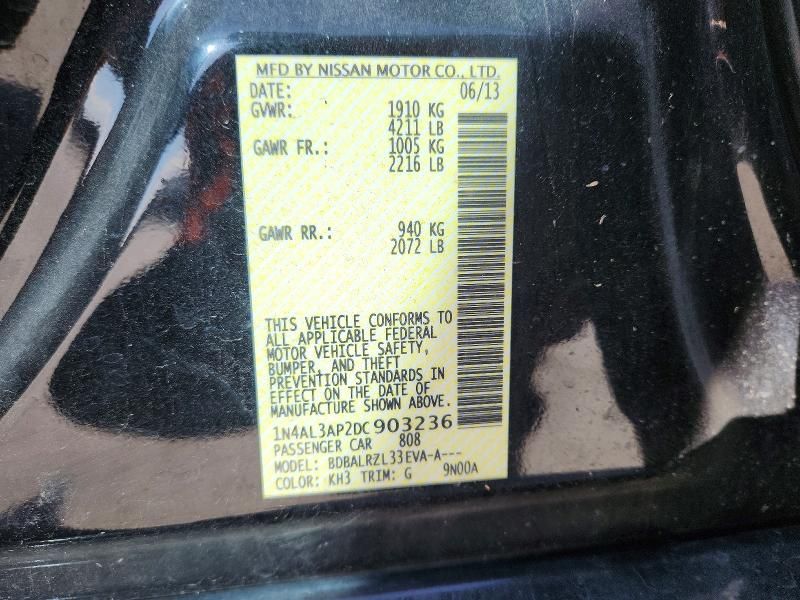 MFD BY NISSAN MOTOR CO., LTD.
DATE: 06/13
GVWR: 1910 KG
4211 LB
GAWR FR.: 1005 KG
2216 LB
GAWR RR.: 940 KG
2072 LB
THIS VEHICLE CONFORMS TO
ALL APPLICABLE FEDERAL
MOTOR VEHICLE SAFETY,
BUMPER, AND THEFT
PREVENTION STANDARDS IN
EFFECT ON THE DATE OF
MANUFACTURE SHOWN ABOVE.
1N4AL3AP2DC903236
PASSENGER CAR 808
MODEL: BDBALRZL33EVA-A---
COLOR: KH3 TRIM: G 9N00A